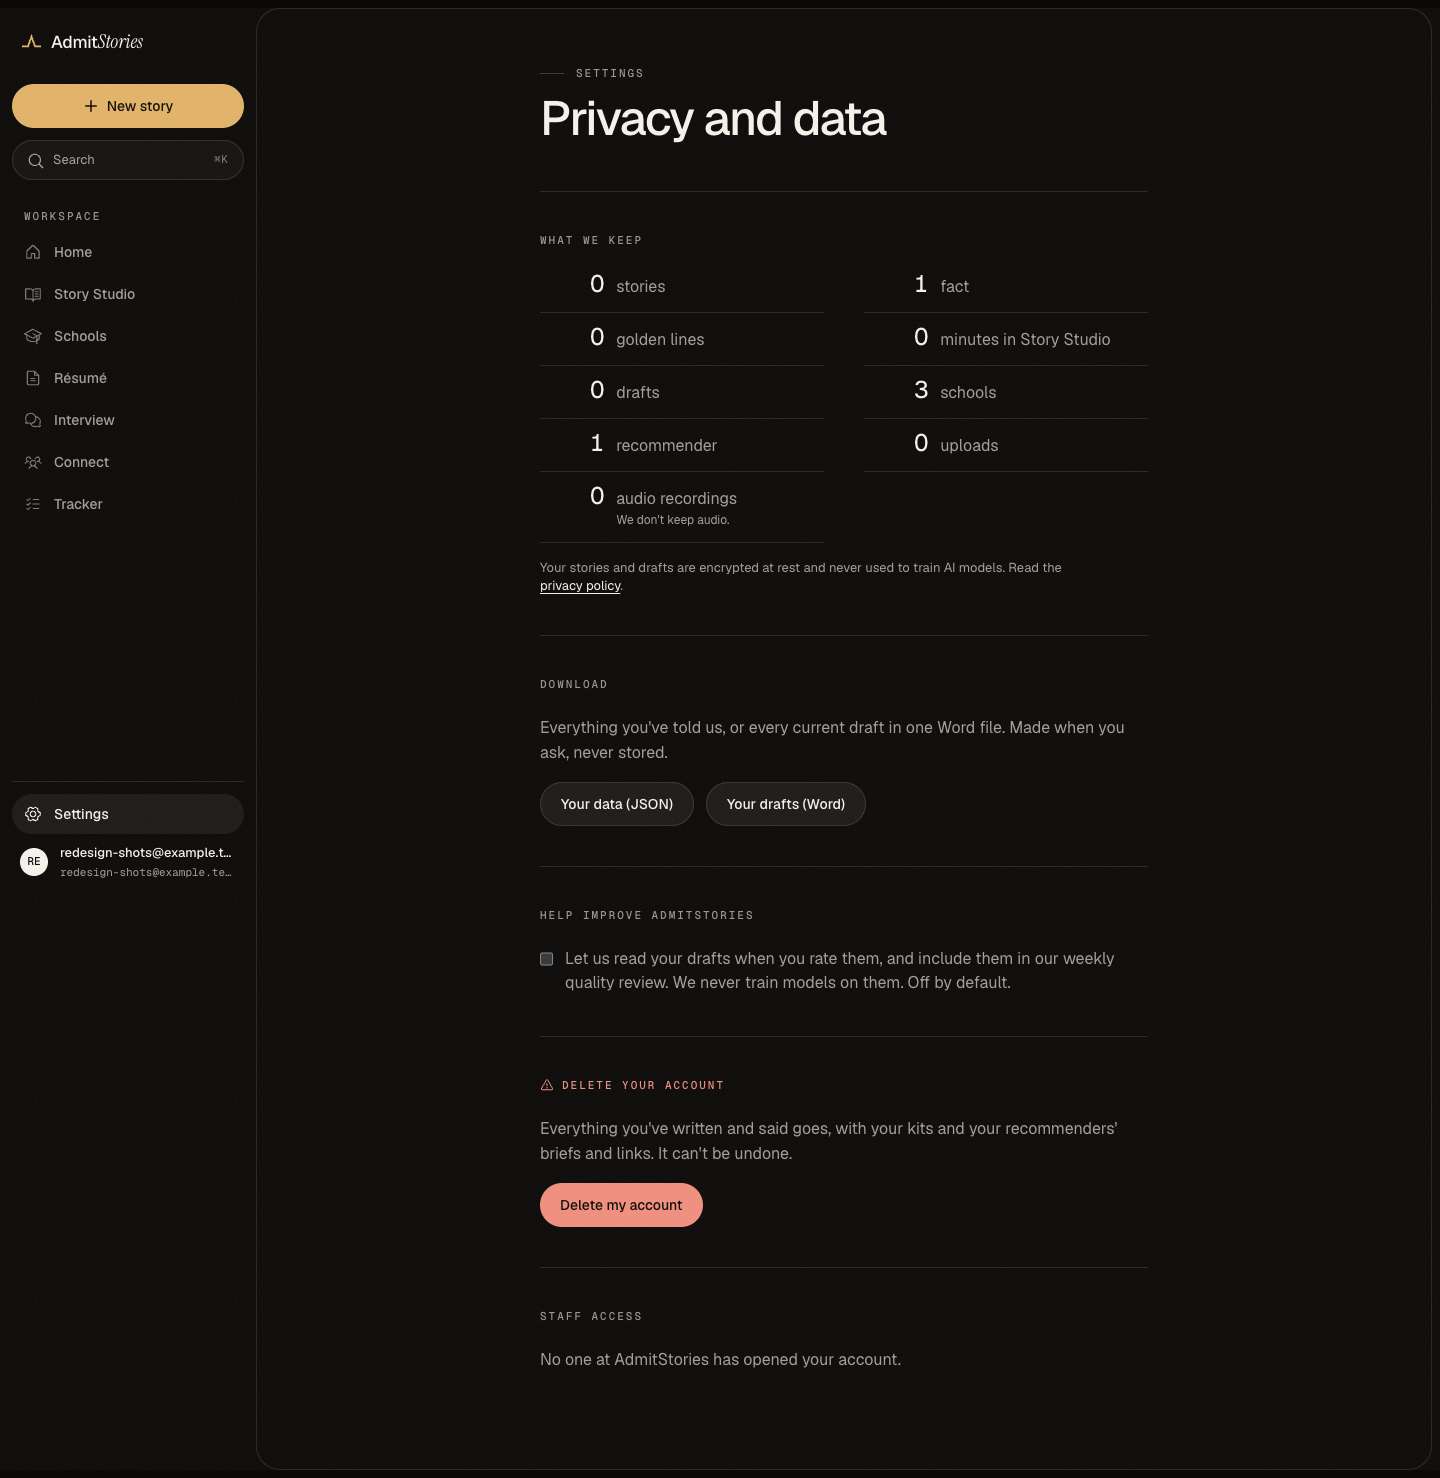 AdmitStories
New story
Search ⌘K
WORKSPACE
Home
Story Studio
Schools
Résumé
Interview
Connect
Tracker
Settings
RE
redesign-shots@example.t…
redesign-shots@example.te…
SETTINGS
Privacy and data
WHAT WE KEEP
0 stories
1 fact
0 golden lines
0 minutes in Story Studio
0 drafts
3 schools
1 recommender
0 uploads
0 audio recordings
We don't keep audio.
Your stories and drafts are encrypted at rest and never used to train AI models. Read the
privacy policy.
DOWNLOAD
Everything you've told us, or every current draft in one Word file. Made when you
ask, never stored.
Your data (JSON)
Your drafts (Word)
HELP IMPROVE ADMITSTORIES
Let us read your drafts when you rate them, and include them in our weekly
quality review. We never train models on them. Off by default.
DELETE YOUR ACCOUNT
Everything you've written and said goes, with your kits and your recommenders'
briefs and links. It can't be undone.
Delete my account
STAFF ACCESS
No one at AdmitStories has opened your account.